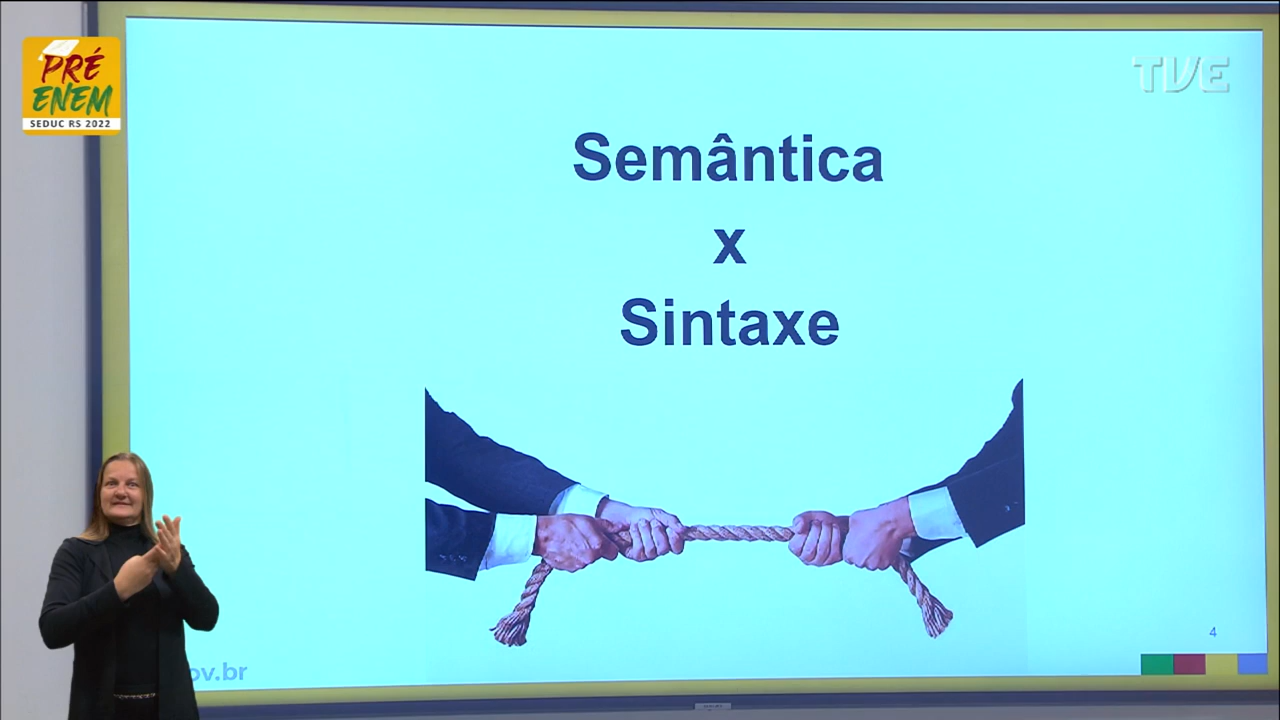 PRÉ
ENEM
SEDUC RS 2022
TVE
Semântica
x
Sintaxe
4
ov.br